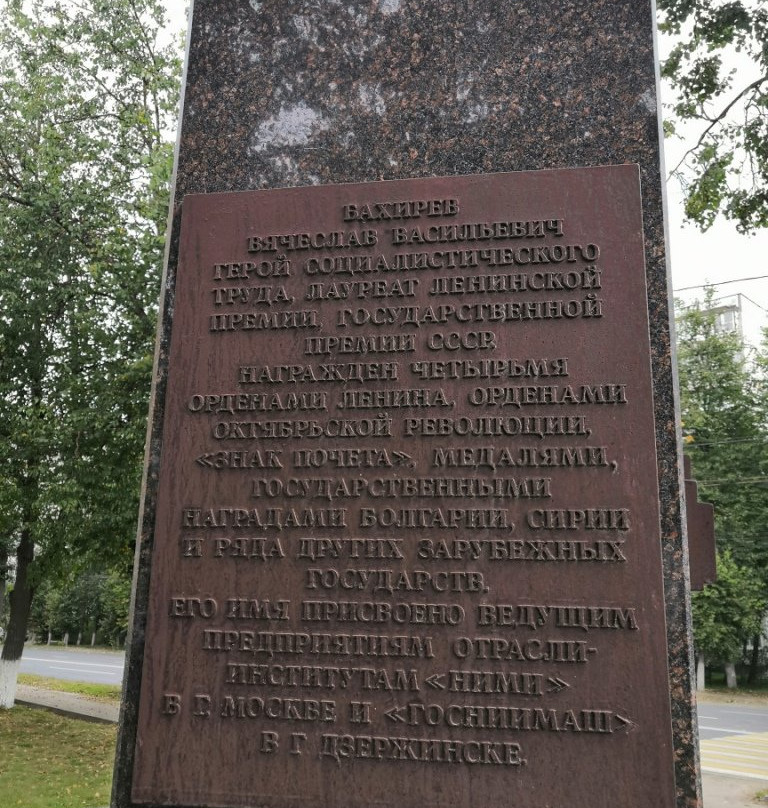 БАХИРЕВ
ВЯЧЕСЛАВ ВАСИЛЬЕВИЧ
ГЕРОЙ СОЦИАЛИСТИЧЕСКОГО
ТРУДА, ЛАУРЕАТ ЛЕНИНСКОЙ
ПРЕМИИ, ГОСУДАРСТВЕННОЙ
ПРЕМИИ СССР.
НАГРАЖДЕН ЧЕТЫРЬМЯ
ОРДЕНАМИ ЛЕНИНА, ОРДЕНАМИ
ОКТЯБРЬСКОЙ РЕВОЛЮЦИИ,
«ЗНАК ПОЧЕТА», МЕДАЛЯМИ,
ГОСУДАРСТВЕННЫМИ
НАГРАДАМИ БОЛГАРИИ, СИРИИ
И РЯДА ДРУГИХ ЗАРУБЕЖНЫХ
ГОСУДАРСТВ.
ЕГО ИМЯ ПРИСВОЕНО ВЕДУЩИМ
ПРЕДПРИЯТИЯМ ОТРАСЛИ-
ИНСТИТУТАМ «НИМИ»
В Г. МОСКВЕ И «ГОСНИИМАШ»
В Г. ДЗЕРЖИНСКЕ.